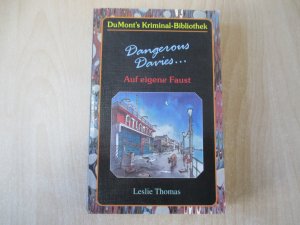 DuMont's Kriminal-Bibliothek
Dangerous
Davies...
Auf eigene Faust
Leslie Thomas